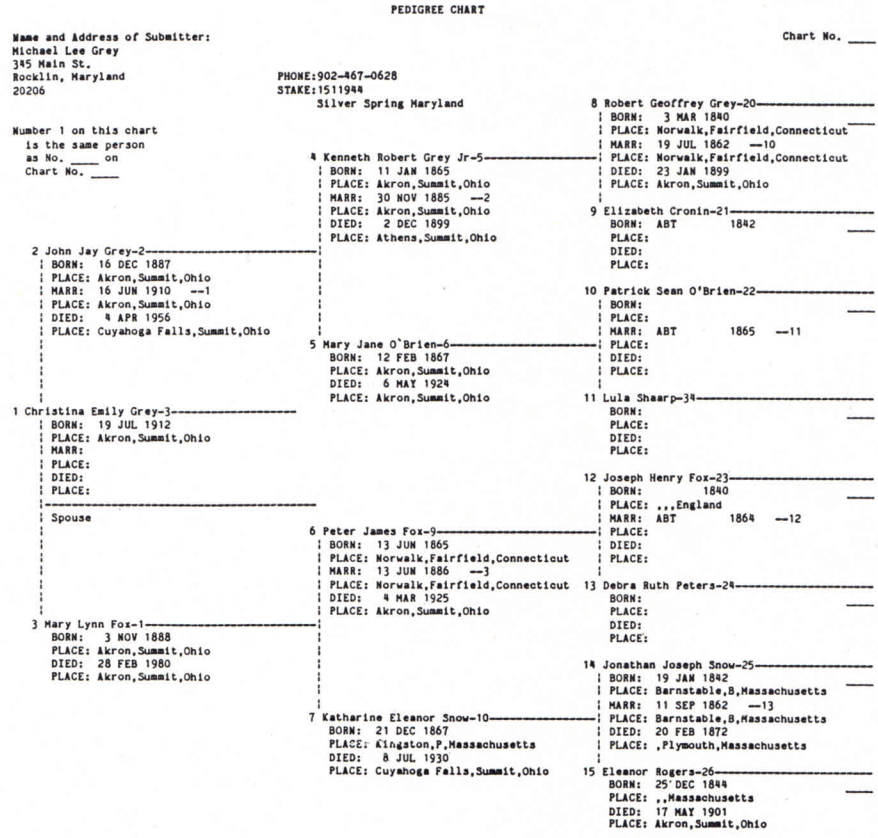 PEDIGREE CHART
Name and Address of Submitter:
Michael Lee Grey
345 Main St.
Rocklin, Maryland
20206
Chart No. ____
PHONE:902-467-0628
STAKE:1511944
Silver Spring Maryland
Number 1 on this chart
is the same person
as No. ____ on
Chart No. ____
8 Robert Geoffrey Grey-20
BORN: 3 MAR 1840
PLACE: Norwalk,Fairfield,Connecticut
MARR: 19 JUL 1862 --10
PLACE: Norwalk,Fairfield,Connecticut
DIED: 23 JAN 1899
PLACE: Akron,Summit,Ohio
4 Kenneth Robert Grey Jr-5
BORN: 11 JAN 1865
PLACE: Akron,Summit,Ohio
MARR: 30 NOV 1885 --2
PLACE: Akron,Summit,Ohio
DIED: 2 DEC 1899
PLACE: Athens,Summit,Ohio
9 Elizabeth Cronin-21
BORN: ABT 1842
PLACE:
DIED:
PLACE:
2 John Jay Grey-2
BORN: 16 DEC 1887
PLACE: Akron,Summit,Ohio
MARR: 16 JUN 1910 --1
PLACE: Akron,Summit,Ohio
DIED: 4 APR 1956
PLACE: Cuyahoga Falls,Summit,Ohio
10 Patrick Sean O'Brien-22
BORN:
PLACE:
MARR: ABT 1865 --11
PLACE:
DIED:
PLACE:
5 Mary Jane O`Brien-6
BORN: 12 FEB 1867
PLACE: Akron,Summit,Ohio
DIED: 6 MAY 1924
PLACE: Akron,Summit,Ohio
11 Lula Shaarp-34
BORN:
PLACE:
DIED:
PLACE:
1 Christina Emily Grey-3
BORN: 19 JUL 1912
PLACE: Akron,Summit,Ohio
MARR:
PLACE:
DIED:
PLACE:
Spouse
12 Joseph Henry Fox-23
BORN: 1840
PLACE: ,,,England
MARR: ABT 1864 --12
PLACE:
DIED:
PLACE:
6 Peter James Fox-9
BORN: 13 JUN 1865
PLACE: Norwalk,Fairfield,Connecticut
MARR: 13 JUN 1886 --3
PLACE: Norwalk,Fairfield,Connecticut
DIED: 4 MAR 1925
PLACE: Akron,Summit,Ohio
13 Debra Ruth Peters-24
BORN:
PLACE:
DIED:
PLACE:
3 Mary Lynn Fox-1
BORN: 3 NOV 1888
PLACE: Akron,Summit,Ohio
DIED: 28 FEB 1980
PLACE: Akron,Summit,Ohio
14 Jonathan Joseph Snow-25
BORN: 19 JAN 1842
PLACE: Barnstable,B,Massachusetts
MARR: 11 SEP 1862 --13
PLACE: Barnstable,B,Massachusetts
DIED: 20 FEB 1872
PLACE: ,Plymouth,Massachusetts
7 Katharine Eleanor Snow-10
BORN: 21 DEC 1867
PLACE: Kingston,P,Massachusetts
DIED: 8 JUL 1930
PLACE: Cuyahoga Falls,Summit,Ohio
15 Eleanor Rogers-26
BORN: 25 DEC 1844
PLACE: ,,Massachusetts
DIED: 17 MAY 1901
PLACE: Akron,Summit,Ohio